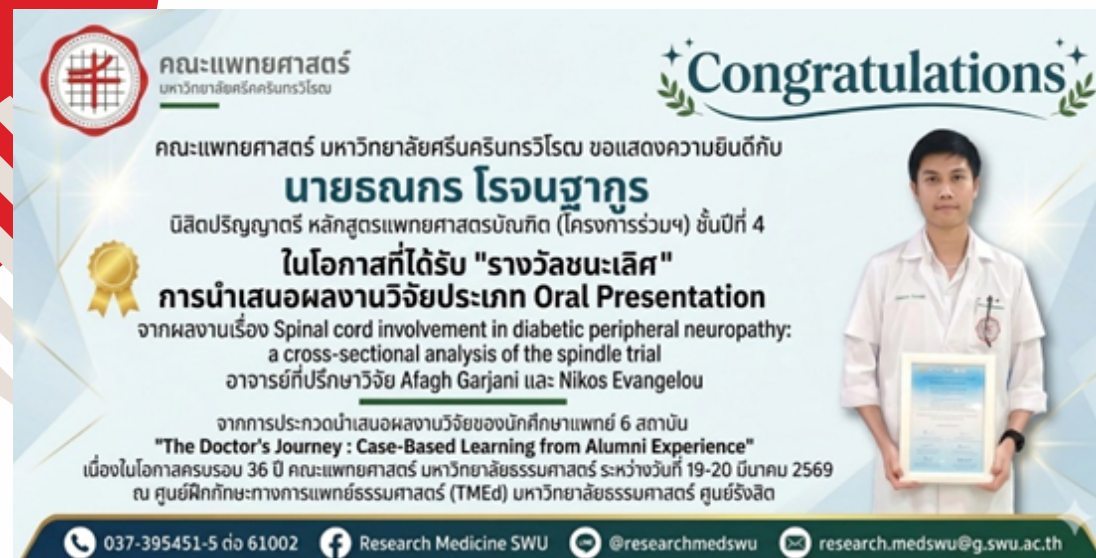 คณะแพทยศาสตร์
มหาวิทยาลัยศรีนครินทรวิโรฒ
Congratulations
คณะแพทยศาสตร์ มหาวิทยาลัยศรีนครินทรวิโรฒ ขอแสดงความยินดีกับ
นายธณกร โรจนฐากูร
นิสิตปริญญาตรี หลักสูตรแพทยศาสตรบัณฑิต (โครงการร่วมฯ) ชั้นปีที่ 4
ในโอกาสที่ได้รับ "รางวัลชนะเลิศ"
การนำเสนอผลงานวิจัยประเภท Oral Presentation
จากผลงานเรื่อง Spinal cord involvement in diabetic peripheral neuropathy:
a cross-sectional analysis of the spindle trial
อาจารย์ที่ปรึกษาวิจัย Afagh Garjani และ Nikos Evangelou
จากการประกวดนำเสนอผลงานวิจัยของนักศึกษาแพทย์ 6 สถาบัน
"The Doctor's Journey : Case-Based Learning from Alumni Experience"
เนื่องในโอกาสครบรอบ 36 ปี คณะแพทยศาสตร์ มหาวิทยาลัยธรรมศาสตร์ ระหว่างวันที่ 19-20 มีนาคม 2569
ณ ศูนย์ฝึกทักษะทางการแพทย์ธรรมศาสตร์ (TMEd) มหาวิทยาลัยธรรมศาสตร์ ศูนย์รังสิต
037-395451-5 ต่อ 61002
Research Medicine SWU
@researchmedswu
research.medswu@g.swu.ac.th